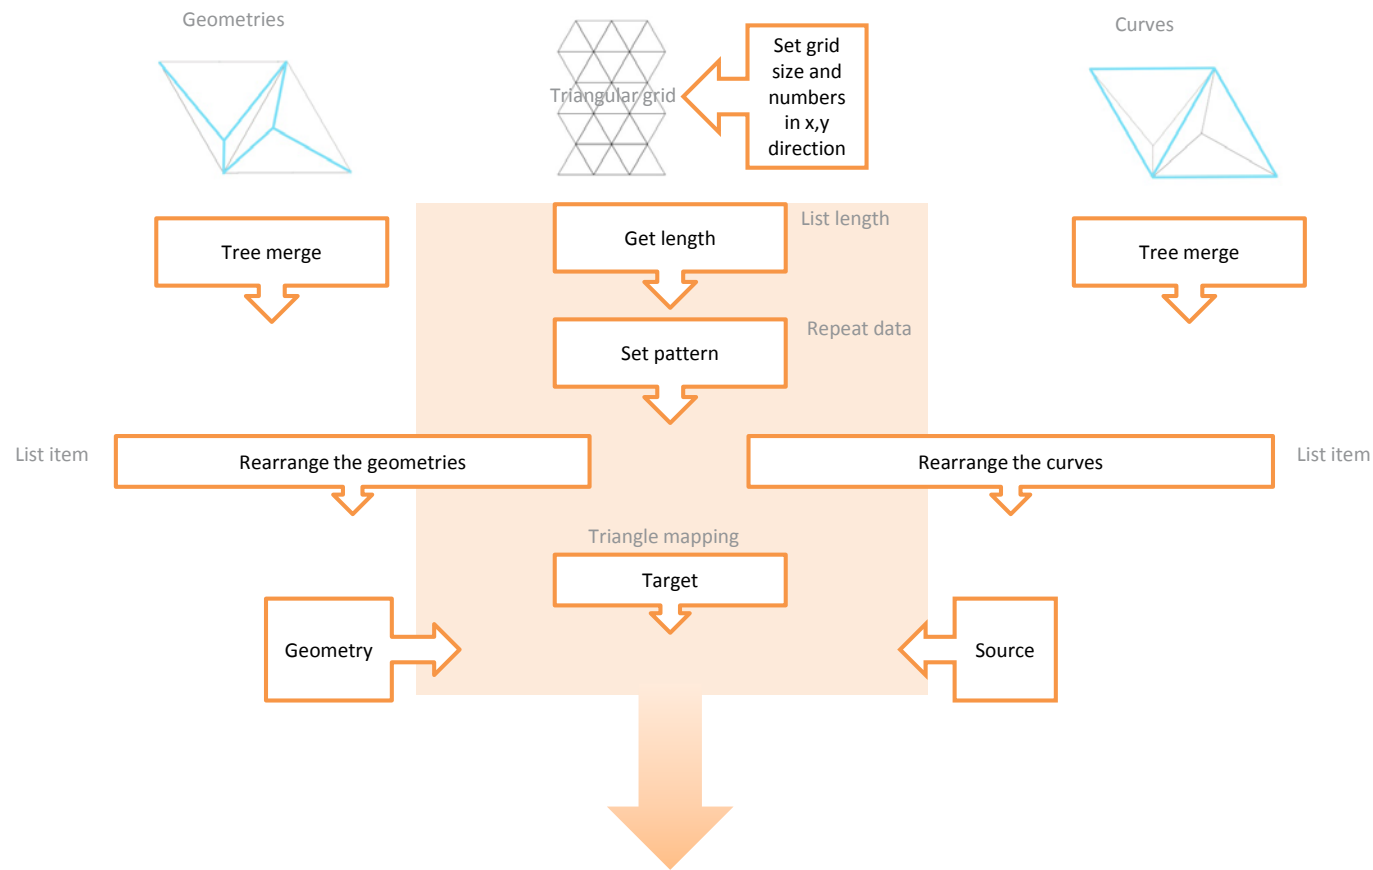 Geometries
Curves
Triangular grid
Set grid
size and
numbers
in x,y
direction
Tree merge
Get length
List length
Tree merge
Set pattern
Repeat data
List item
Rearrange the geometries
Rearrange the curves
List item
Triangle mapping
Target
Geometry
Source